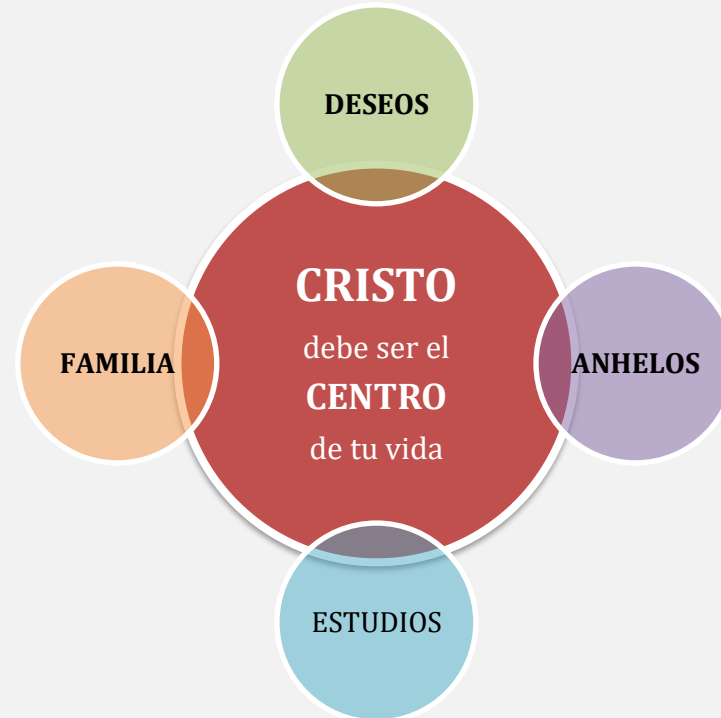 DESEOS
CRISTO
debe ser el
CENTRO
de tu vida
FAMILIA
ANHELOS
ESTUDIOS